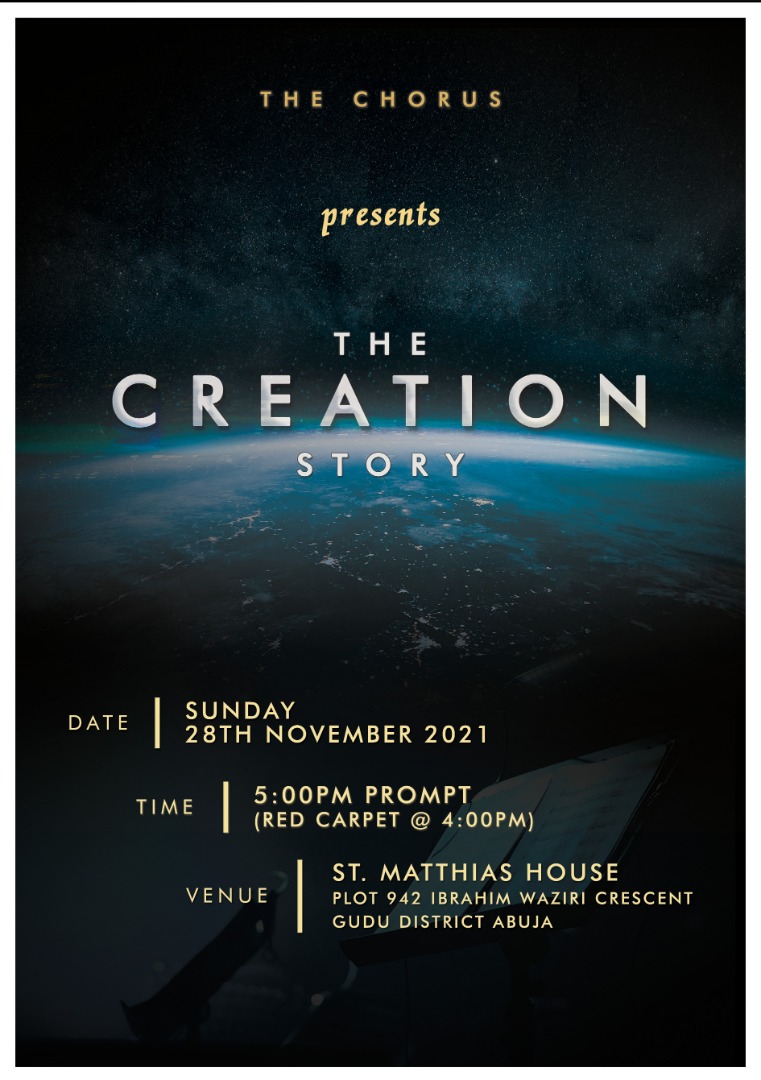 THE CHORUS
presents
THE
CREATION
STORY
DATE
SUNDAY
28TH NOVEMBER 2021
TIME
5:00PM PROMPT
(RED CARPET @ 4:00PM)
VENUE
ST. MATTHIAS HOUSE
PLOT 942 IBRAHIM WAZIRI CRESCENT
GUDU DISTRICT ABUJA